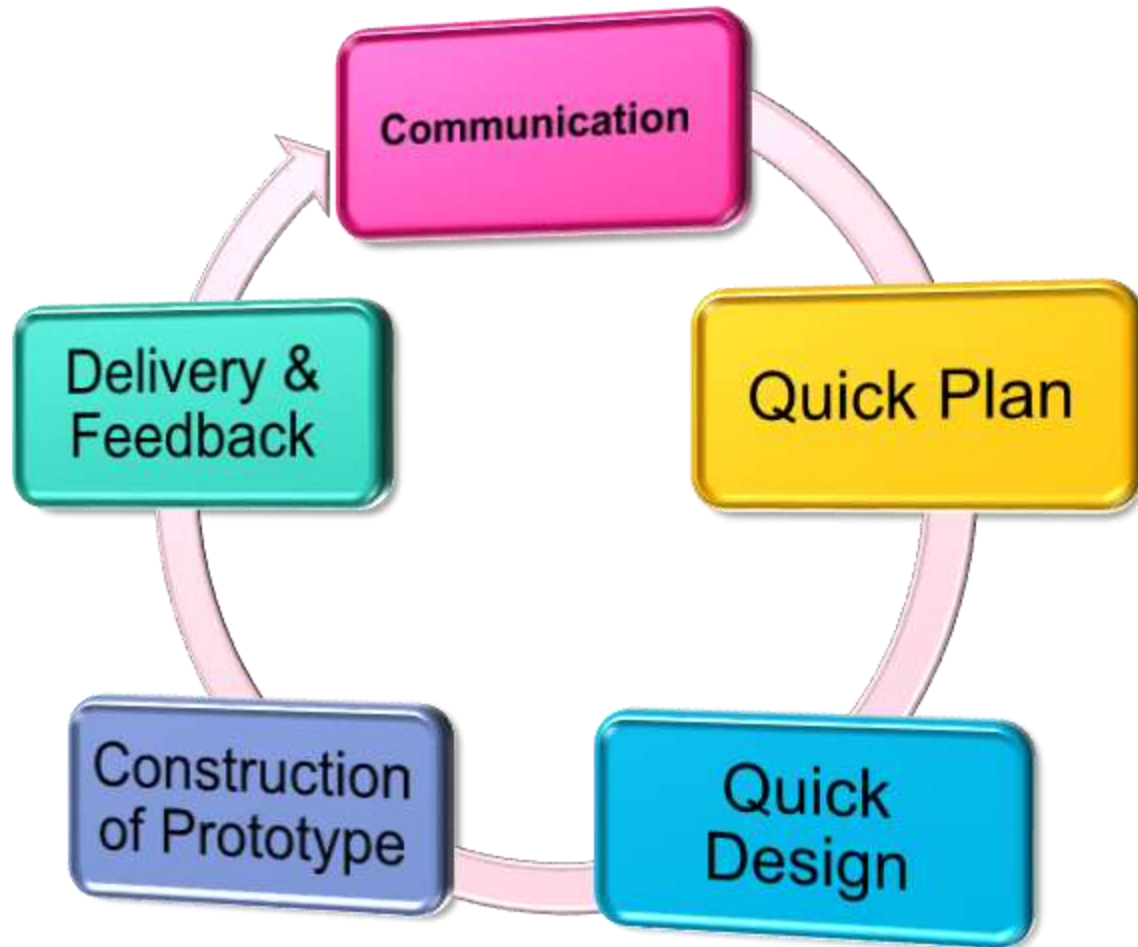 Communication
Quick Plan
Quick
Design
Construction
of Prototype
Delivery &
Feedback